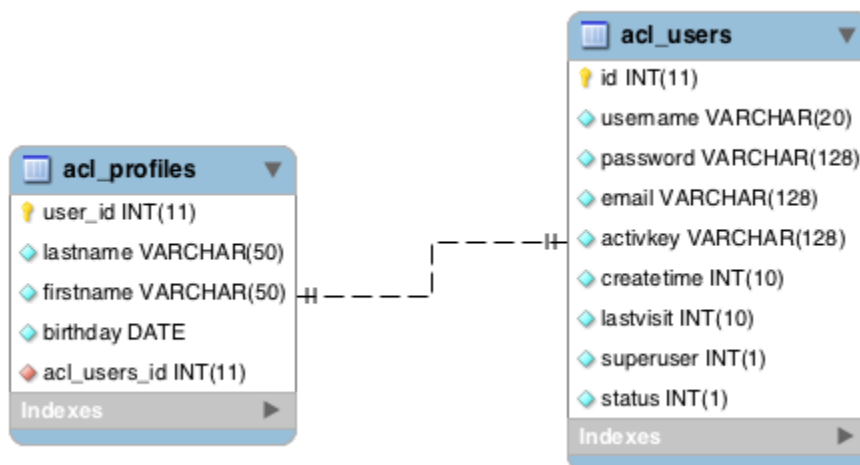 acl_profiles
user_id INT(11)
lastname VARCHAR(50)
firstname VARCHAR(50)
birthday DATE
acl_users_id INT(11)
Indexes
acl_users
id INT(11)
username VARCHAR(20)
password VARCHAR(128)
email VARCHAR(128)
activkey VARCHAR(128)
createtime INT(10)
lastvisit INT(10)
superuser INT(1)
status INT(1)
Indexes